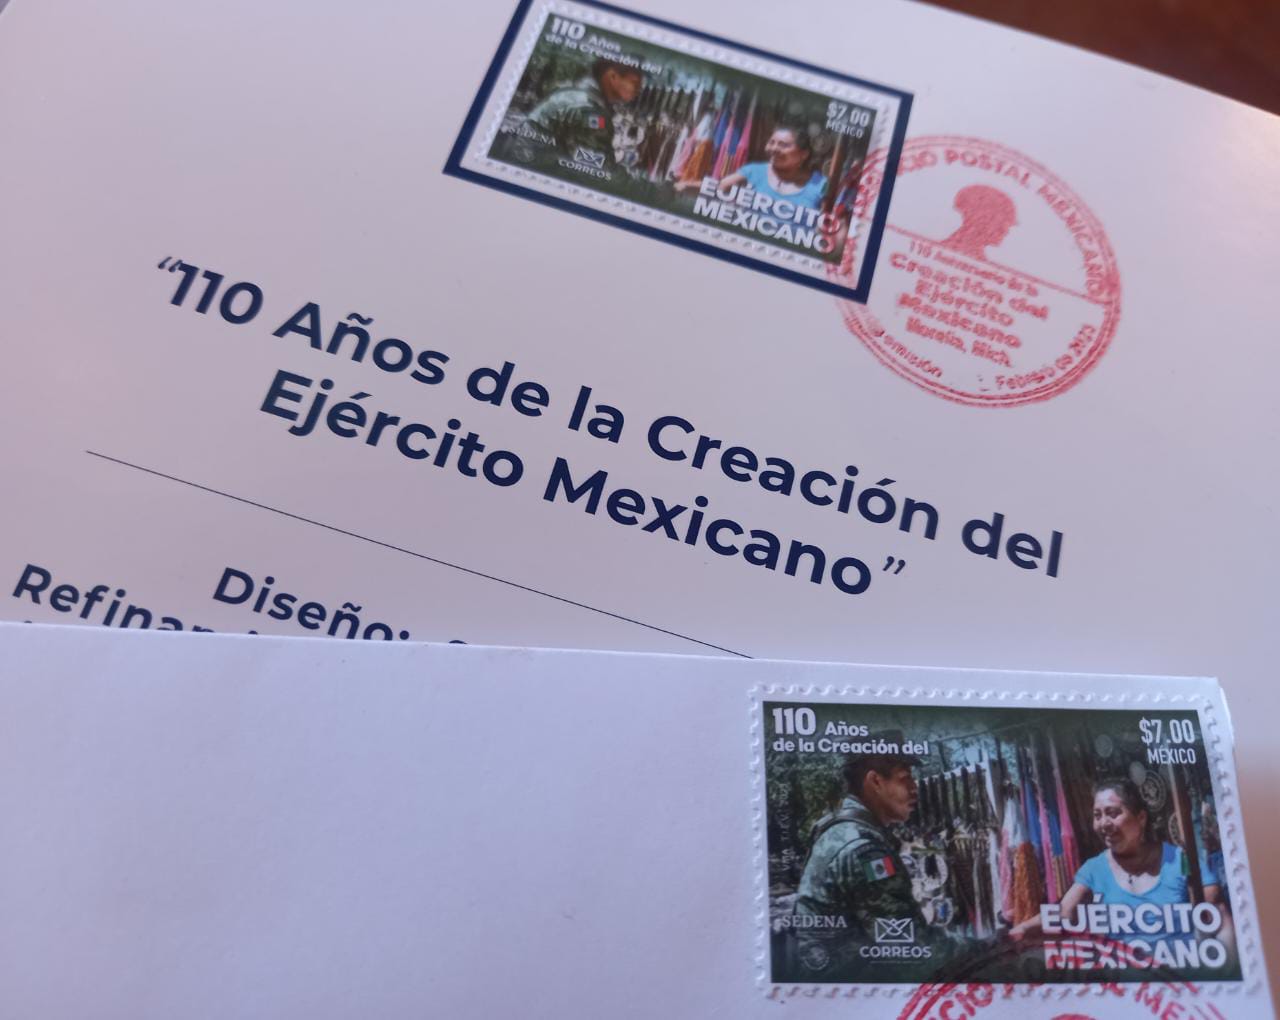 110 Años
de la Creación del
$7.00
MÉXICO
SEDENA
CORREOS
EJÉRCITO
MEXICANO
POSTAL MEXICANO
Creación del
Ejército
Mexicano
Morelia, Mich.
“110 Años de la Creación del
Ejército Mexicano”
Diseño:
110 Años
de la Creación del
$7.00
MÉXICO
SEDENA
CORREOS
EJÉRCITO
MEXICANO